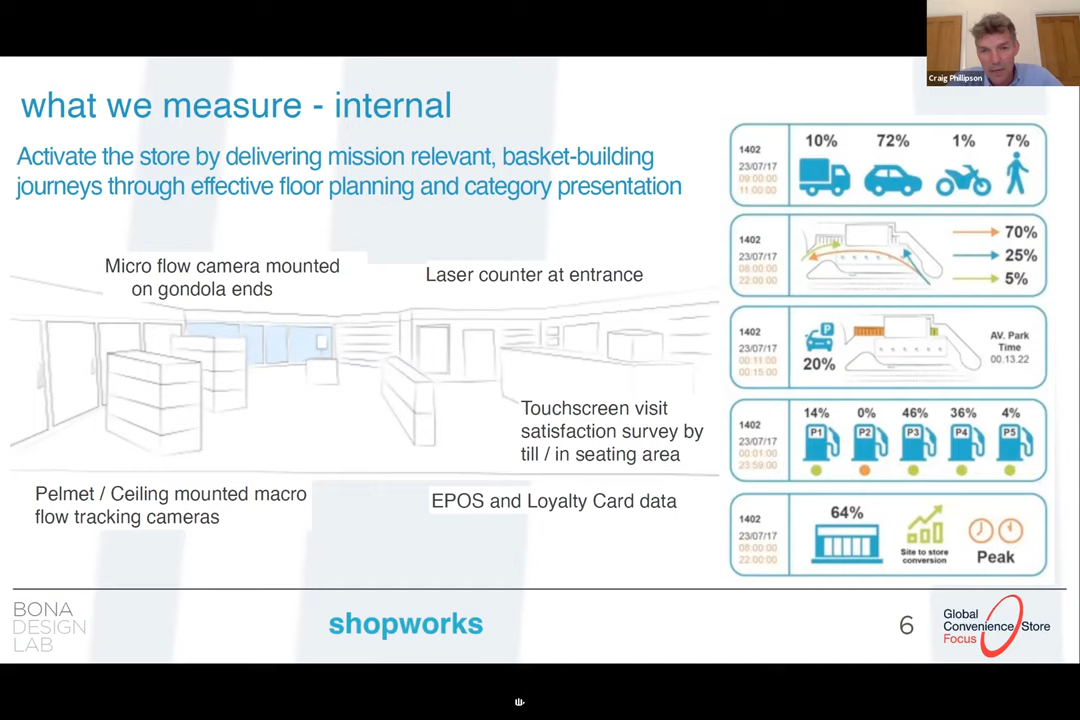 Craig Phillipson
what we measure - internal
Activate the store by delivering mission relevant, basket-building
journeys through effective floor planning and category presentation
Micro flow camera mounted
on gondola ends
Laser counter at entrance
Touchscreen visit
satisfaction survey by
till / in seating area
Pelmet / Ceiling mounted macro
flow tracking cameras
EPOS and Loyalty Card data
1402
23/07/17
09:00:00
11:00:00
10% 72% 1% 7%
1402
23/07/17
08:00:00
22:00:00
70%
25%
5%
1402
23/07/17
00:11:00
00:15:00
P
20%
AV. Park
Time
00.13.22
1402
23/07/17
00:01:00
23:59:00
14% 0% 46% 36% 4%
P1 P2 P3 P4 P5
1402
23/07/17
08:00:00
22:00:00
64%
Site to store
conversion
Peak
BONA
DESIGN
LAB
shopworks
6
Global
Convenience Store
Focus